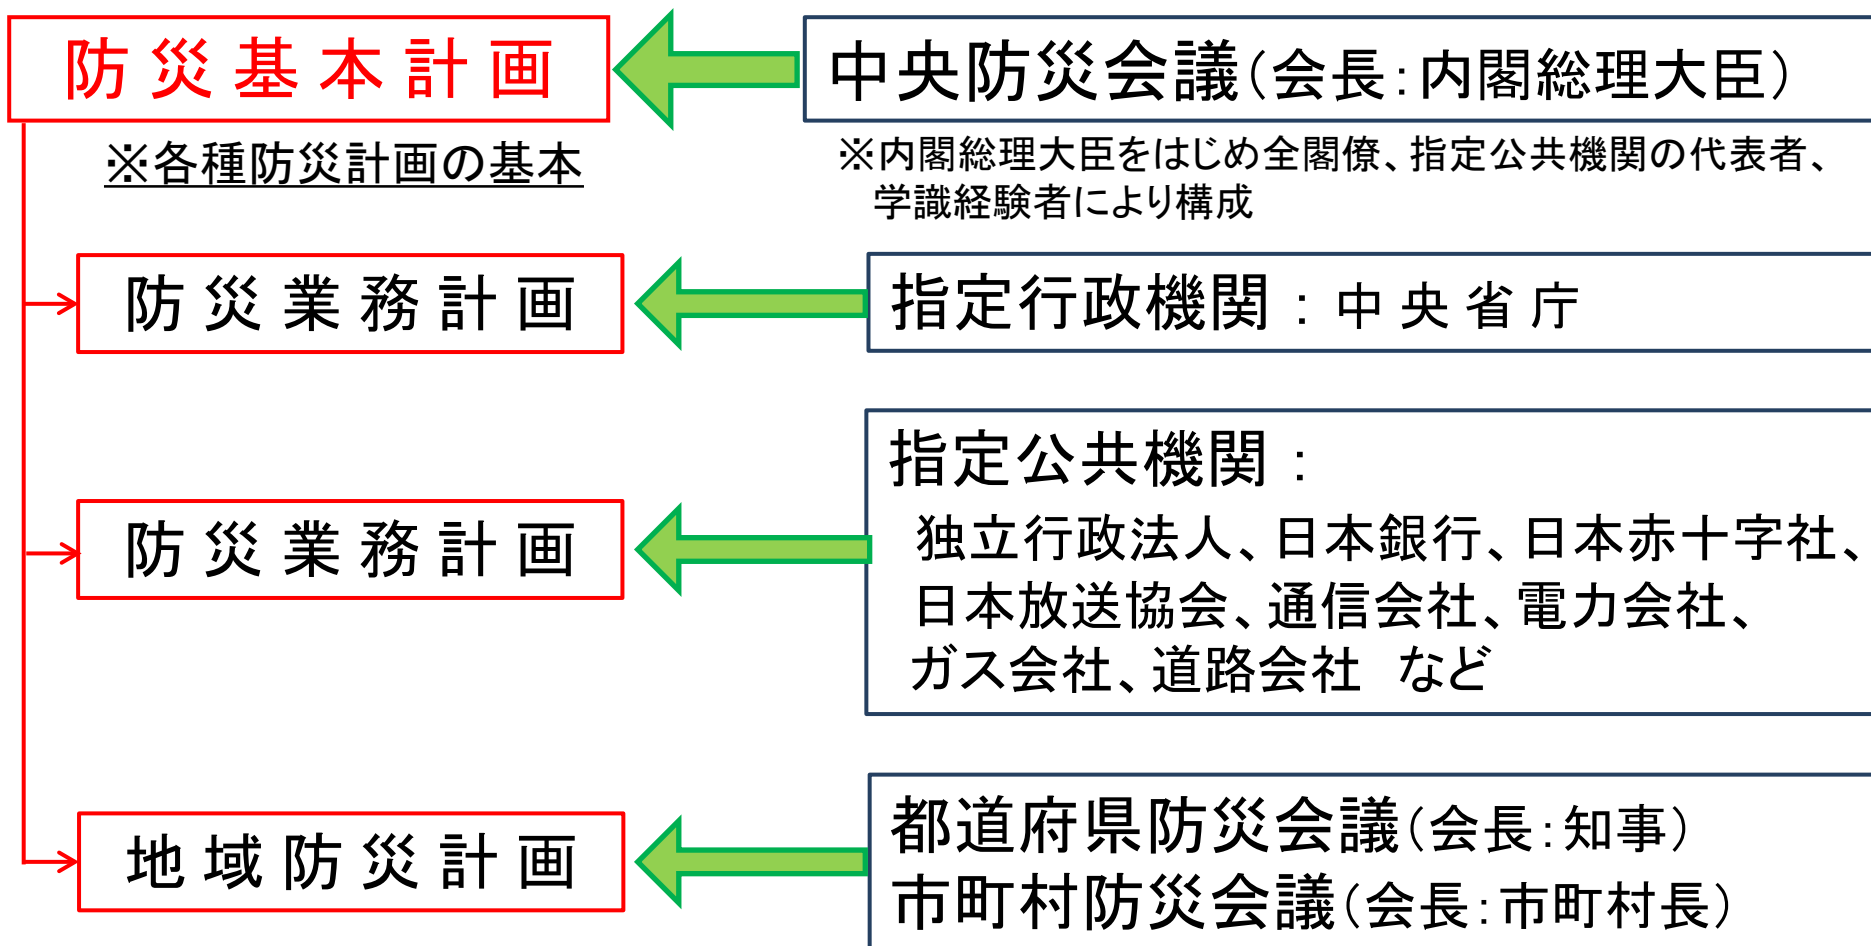 防災基本計画
中央防災会議(会長:内閣総理大臣)
※各種防災計画の基本
※内閣総理大臣をはじめ全閣僚、指定公共機関の代表者、
学識経験者により構成
防災業務計画
指定行政機関:中央省庁
防災業務計画
指定公共機関:
独立行政法人、日本銀行、日本赤十字社、
日本放送協会、通信会社、電力会社、
ガス会社、道路会社 など
地域防災計画
都道府県防災会議(会長:知事)
市町村防災会議(会長:市町村長)